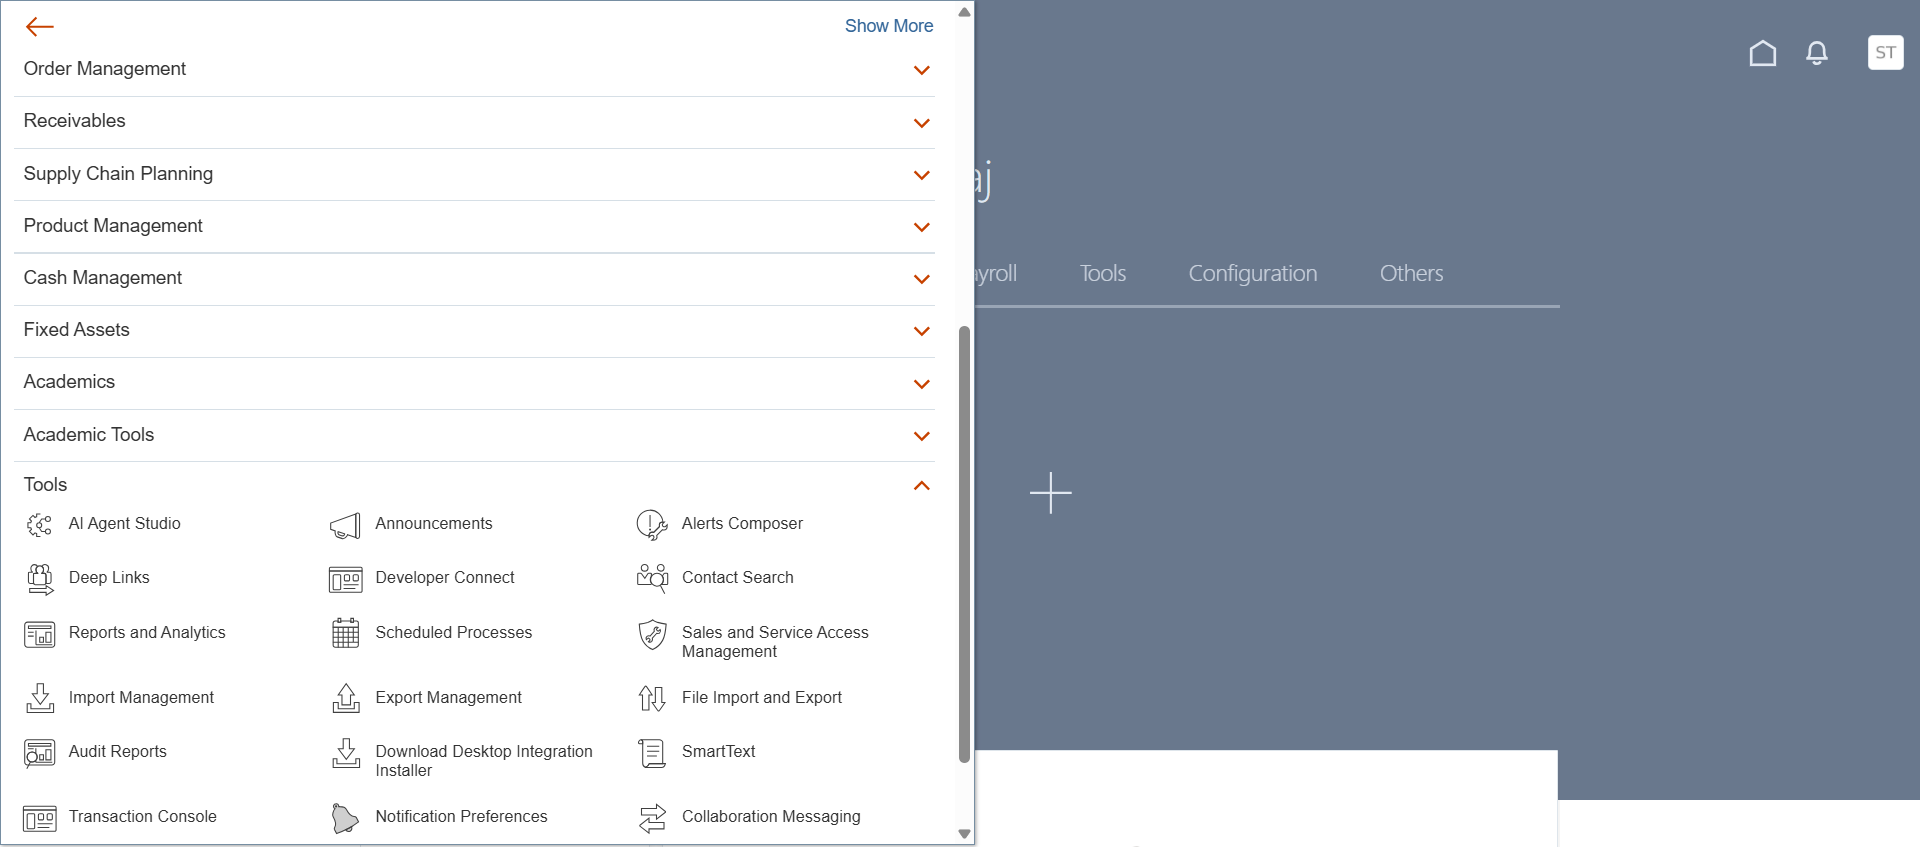 Show More
Order Management
Receivables
Supply Chain Planning
Product Management
Cash Management
Fixed Assets
Academics
Academic Tools
Tools
AI Agent Studio
Announcements
Alerts Composer
Deep Links
Developer Connect
Contact Search
Reports and Analytics
Scheduled Processes
Sales and Service Access
Management
Import Management
Export Management
File Import and Export
Audit Reports
Download Desktop Integration
Installer
SmartText
Transaction Console
Notification Preferences
Collaboration Messaging
ST
aj
ayroll
Tools
Configuration
Others